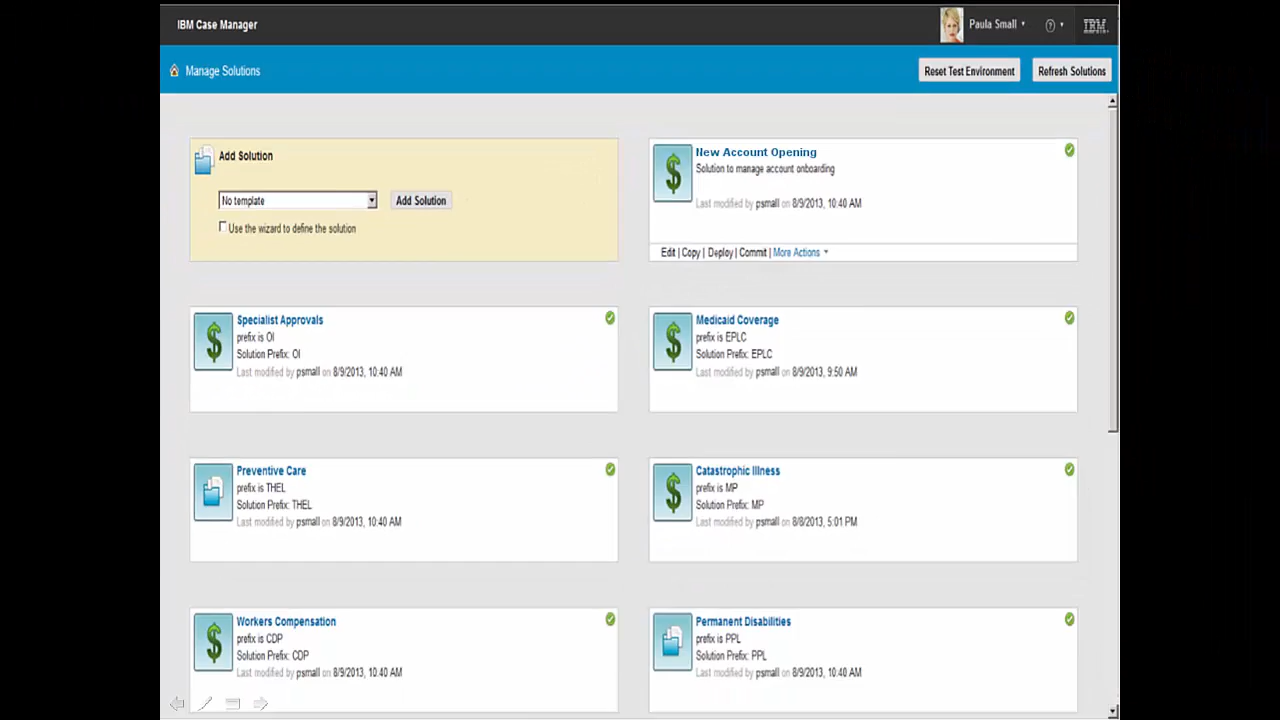 IBM Case Manager
Paula Small
?
IBM
Manage Solutions
Reset Test Environment
Refresh Solutions
Add Solution
No template
Add Solution
Use the wizard to define the solution
New Account Opening
Solution to manage account onboarding
Last modified by psmall on 8/9/2013, 10:40 AM
Edit | Copy | Deploy | Commit | More Actions
Specialist Approvals
prefix is OI
Solution Prefix: OI
Last modified by psmall on 8/9/2013, 10:40 AM
Medicaid Coverage
prefix is EPLC
Solution Prefix: EPLC
Last modified by psmall on 8/9/2013, 9:50 AM
Preventive Care
prefix is THEL
Solution Prefix: THEL
Last modified by psmall on 8/9/2013, 10:40 AM
Catastrophic Illness
prefix is MP
Solution Prefix: MP
Last modified by psmall on 8/8/2013, 5:01 PM
Workers Compensation
prefix is CDP
Solution Prefix: CDP
Last modified by psmall on 8/9/2013, 10:40 AM
Permanent Disabilities
prefix is PPL
Solution Prefix: PPL
Last modified by psmall on 8/9/2013, 10:40 AM